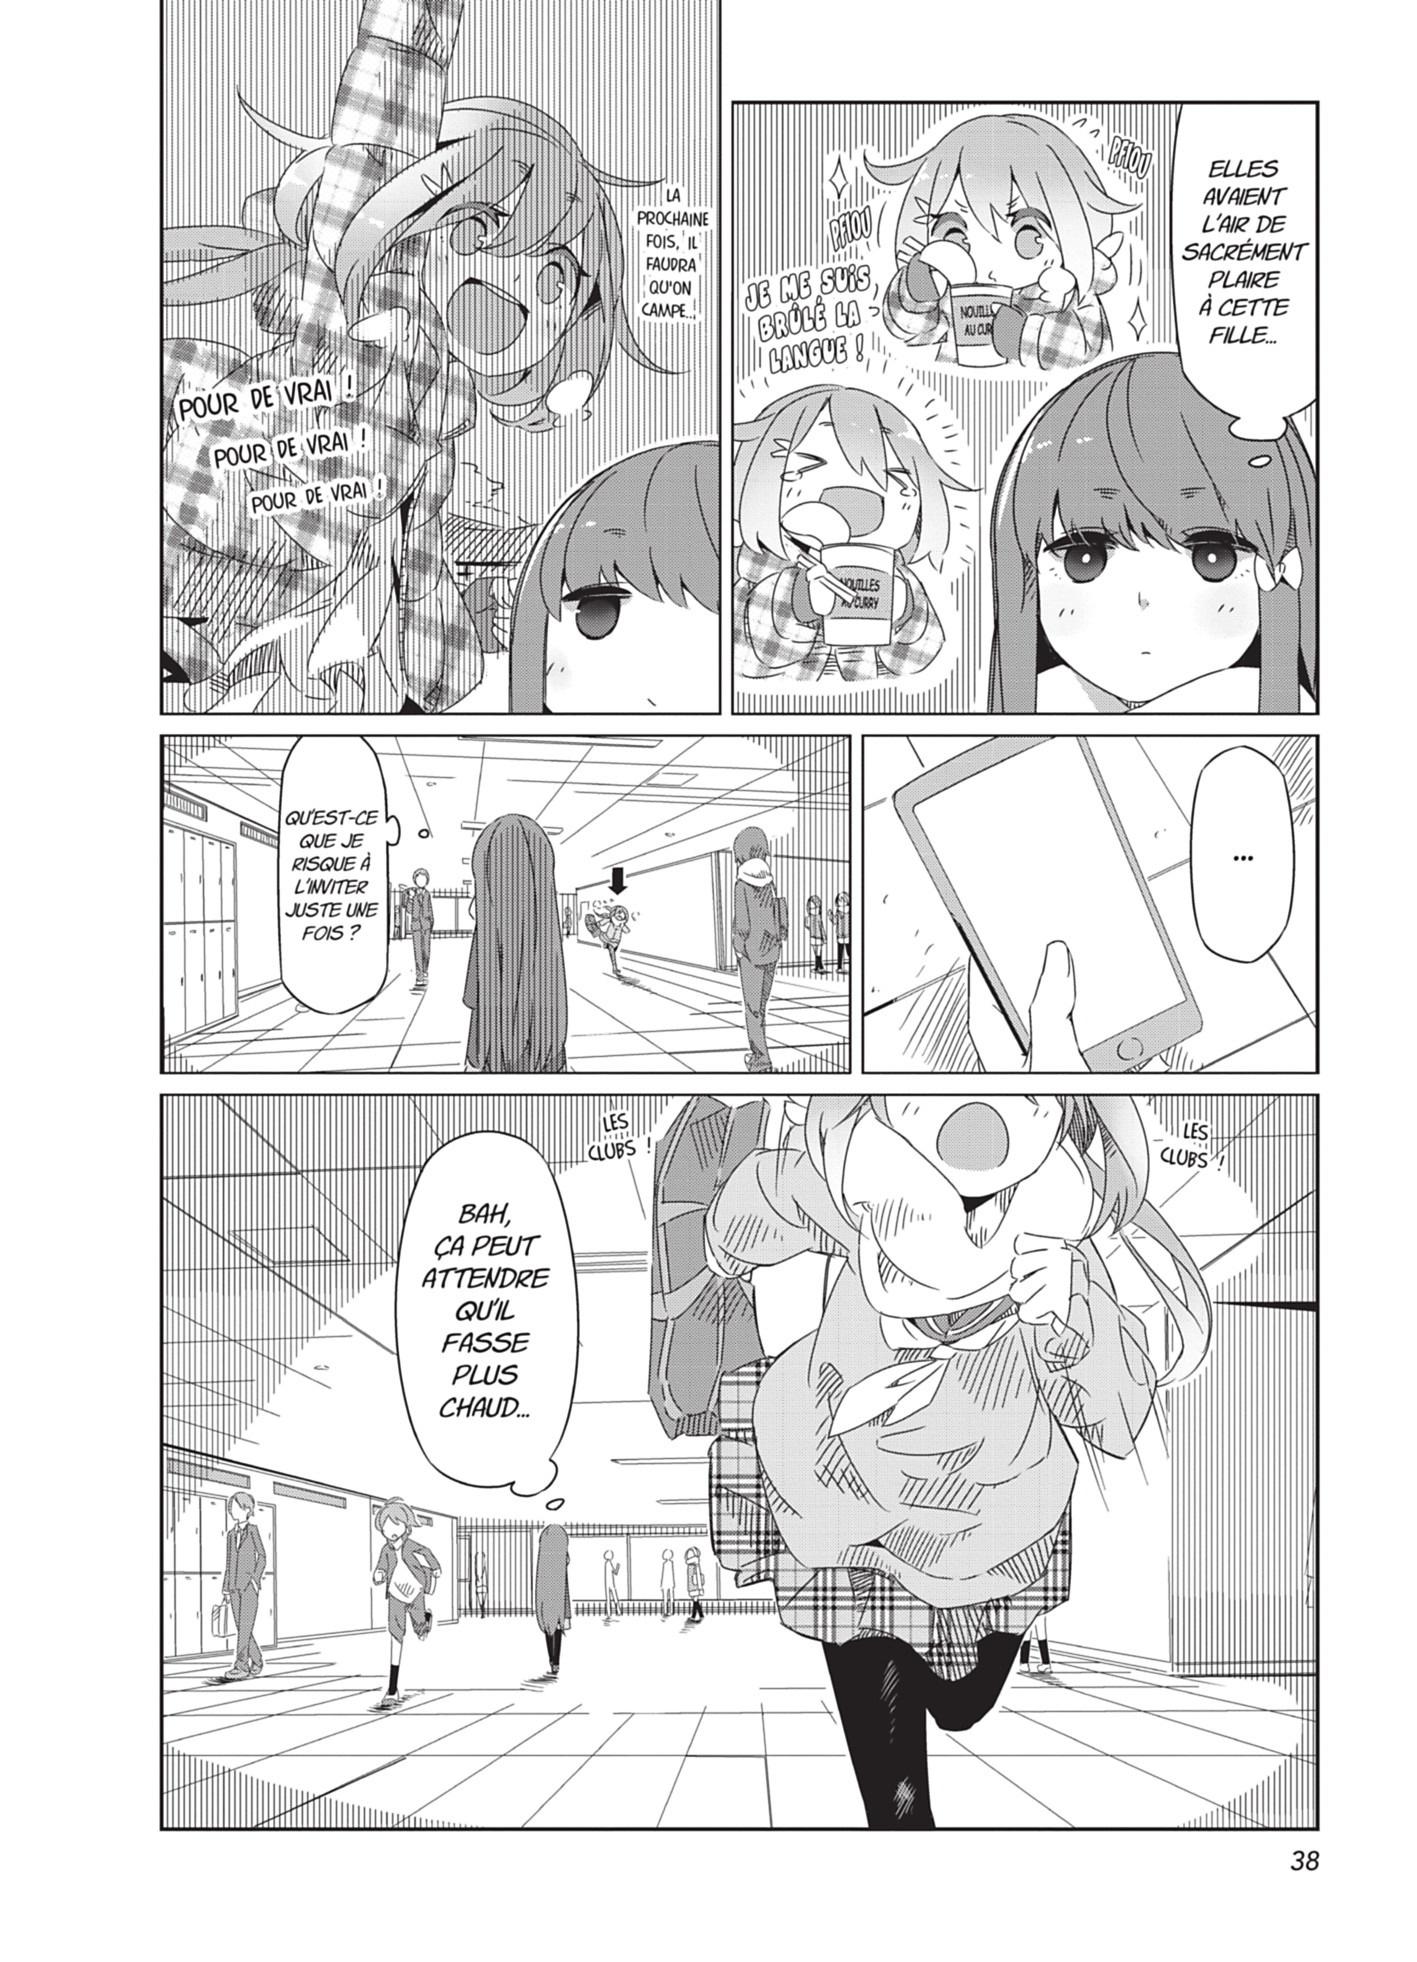 ELLES
AVAIENT
L'AIR DE
SACRÉMENT
PLAIRE
À CETTE
FILLE...
PFIOU
PFIOU
NOUILLES
AU CURRY
JE ME SUIS
BRÛLÉ LA
LANGUE !
NOUILLES
AU CURRY
LA
PROCHAINE
FOIS, IL
FAUDRA
QU'ON
CAMPE...
POUR DE VRAI !
POUR DE VRAI !
POUR DE VRAI !
...
QU'EST-CE
QUE JE
RISQUE À
L'INVITER
JUSTE UNE
FOIS ?
LES
CLUBS !
LES
CLUBS !
BAH,
ÇA PEUT
ATTENDRE
QU'IL
FASSE
PLUS
CHAUD...
38